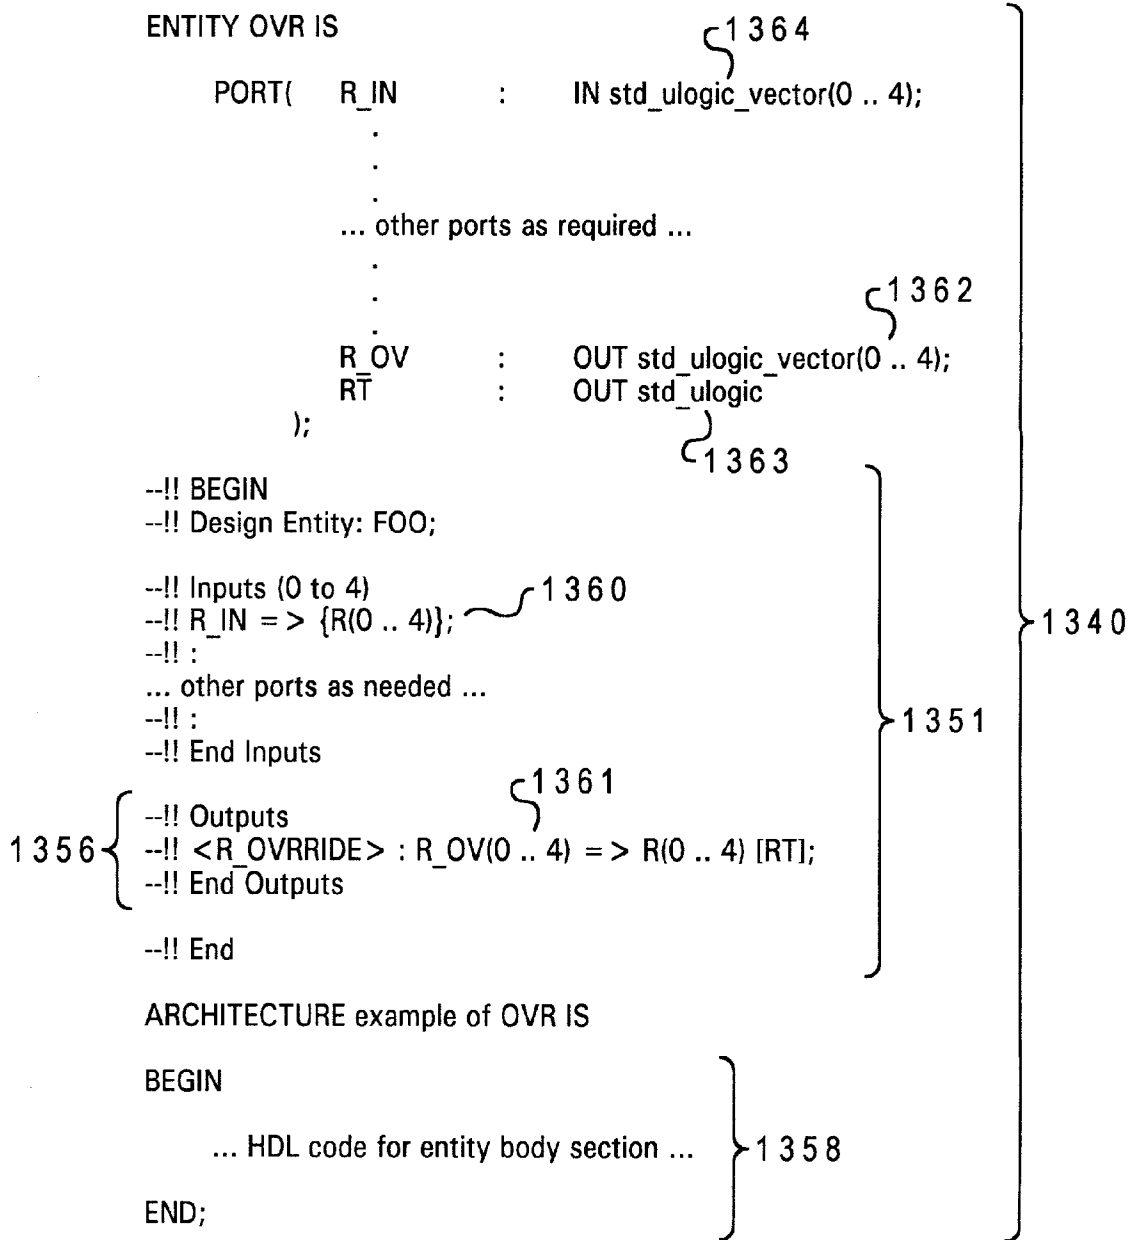 ENTITY OVR IS
1364
PORT( R_IN : IN std_ulogic_vector(0 .. 4);
.
.
.
... other ports as required ...
.
.
.
1362
R_OV : OUT std_ulogic_vector(0 .. 4);
RT : OUT std_ulogic
);
1363
--!! BEGIN
--!! Design Entity: FOO;
--!! Inputs (0 to 4)
1360
--!! R_IN => {R(0 .. 4)};
1340
--!! :
... other ports as needed ...
--!! :
1351
--!! End Inputs
1361
--!! Outputs
1356
--!! <R_OVRRIDE> : R_OV(0 .. 4) => R(0 .. 4) [RT];
--!! End Outputs
--!! End
ARCHITECTURE example of OVR IS
BEGIN
... HDL code for entity body section ...
1358
END;